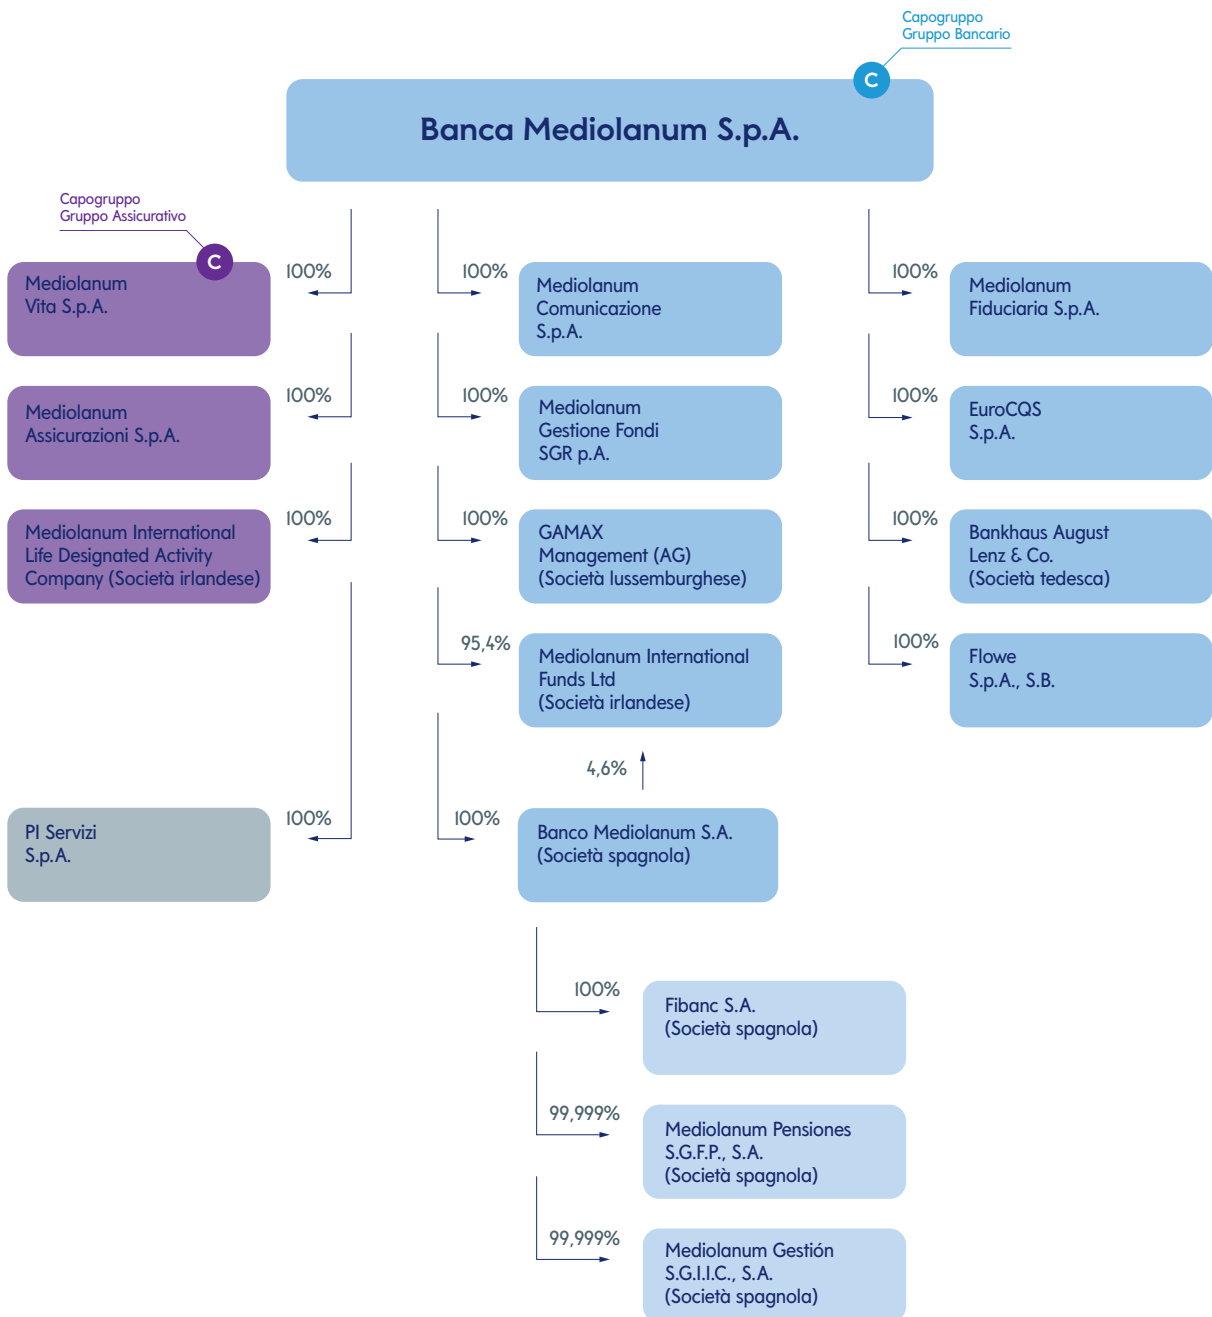 Capogruppo
Gruppo Bancario
C
Banca Mediolanum S.p.A.
Capogruppo
Gruppo Assicurativo
C
Mediolanum
Vita S.p.A.
100%
100%
Mediolanum
Comunicazione
S.p.A.
100%
Mediolanum
Fiduciaria S.p.A.
Mediolanum
Assicurazioni S.p.A.
100%
100%
Mediolanum
Gestione Fondi
SGR p.A.
100%
EuroCQS
S.p.A.
Mediolanum International
Life Designated Activity
Company (Società irlandese)
100%
100%
GAMAX
Management (AG)
(Società lussemburghese)
100%
Bankhaus August
Lenz & Co.
(Società tedesca)
95,4%
Mediolanum International
Funds Ltd
(Società irlandese)
100%
Flowe
S.p.A., S.B.
4,6%
PI Servizi
S.p.A.
100%
100%
Banco Mediolanum S.A.
(Società spagnola)
100%
Fibanc S.A.
(Società spagnola)
99,999%
Mediolanum Pensiones
S.G.F.P., S.A.
(Società spagnola)
99,999%
Mediolanum Gestión
S.G.I.I.C., S.A.
(Società spagnola)